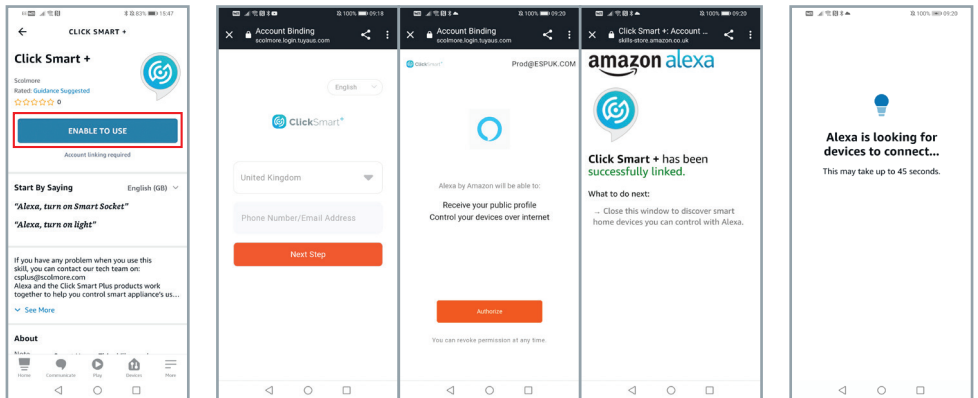 83% 15:47
CLICK SMART +
Click Smart +
Scolmore
Rated: Guidance Suggested
0
ENABLE TO USE
Account linking required
Start By Saying
English (GB)
"Alexa, turn on Smart Socket"
"Alexa, turn on light"
If you have any problem when you use this
skill, you can contact our tech team on:
csplus@scolmore.com
Alexa and the Click Smart Plus products work
together to help you control smart appliance's us...
See More
About
Home Communicate Play Devices More
100% 09:18
Account Binding
scolmore.login.tuyaus.com
English
ClickSmart+
United Kingdom
Phone Number/Email Address
Next Step
100% 09:20
Account Binding
scolmore.login.tuyaus.com
ClickSmart+
Prod@ESPUK.COM
Alexa by Amazon will be able to:
Receive your public profile
Control your devices over internet
Authorize
You can revoke permission at any time.
100% 09:20
Click Smart +: Account ...
skills-store.amazon.co.uk
amazon alexa
Click Smart + has been
successfully linked.
What to do next:
→ Close this window to discover smart
home devices you can control with Alexa.
100% 09:20
Alexa is looking for
devices to connect...
This may take up to 45 seconds.